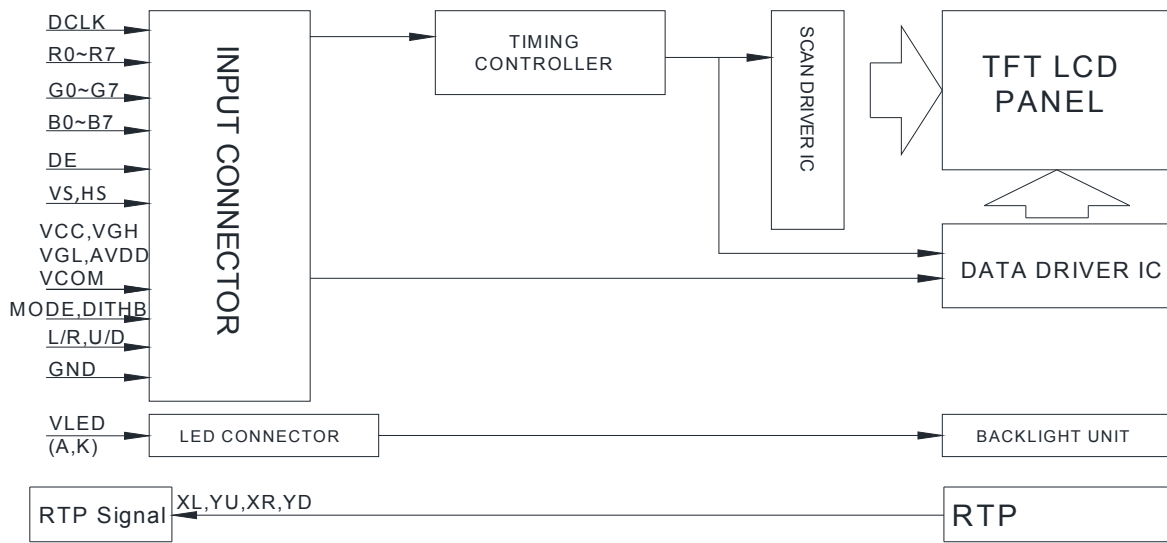 DCLK
R0~R7
G0~G7
B0~B7
DE
VS,HS
VCC,VGH
VGL,AVDD
VCOM
MODE,DITHB
L/R,U/D
GND
INPUT CONNECTOR
TIMING
CONTROLLER
SCAN DRIVER IC
TFT LCD
PANEL
DATA DRIVER IC
VLED
(A,K)
LED CONNECTOR
BACKLIGHT UNIT
RTP Signal
XL,YU,XR,YD
RTP